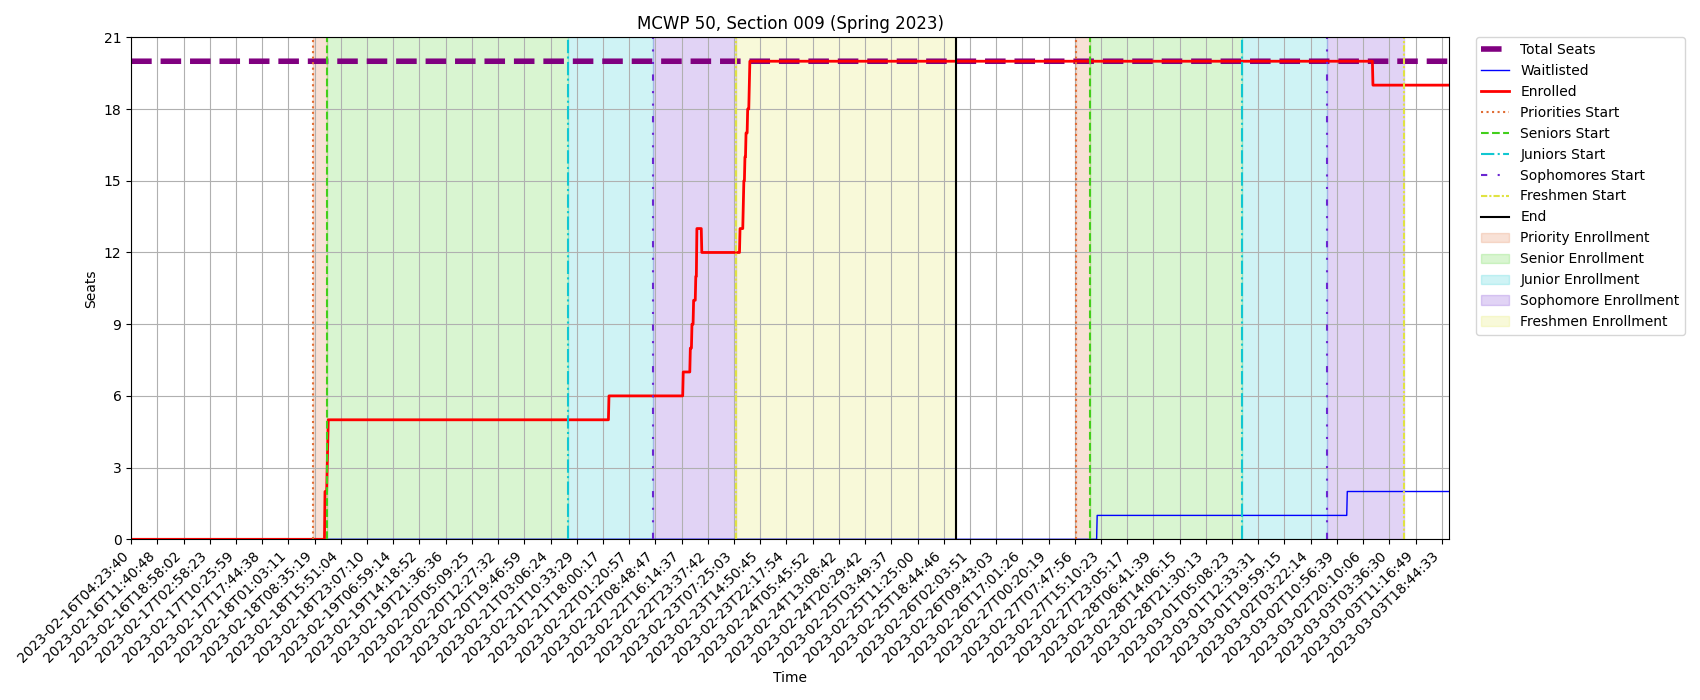 MCWP 50, Section 009 (Spring 2023)
21
18
15
12
9
6
3
0
Seats
2023-02-16T04:23:40
2023-02-16T11:40:48
2023-02-16T18:58:02
2023-02-17T02:58:23
2023-02-17T10:25:59
2023-02-17T17:44:38
2023-02-18T01:03:11
2023-02-18T08:35:19
2023-02-18T15:51:04
2023-02-18T23:07:10
2023-02-19T06:59:14
2023-02-19T14:18:52
2023-02-19T21:36:36
2023-02-20T05:09:25
2023-02-20T12:27:32
2023-02-20T19:46:59
2023-02-21T03:06:24
2023-02-21T10:33:29
2023-02-21T18:00:17
2023-02-22T01:20:57
2023-02-22T08:48:47
2023-02-22T16:14:37
2023-02-22T23:37:42
2023-02-23T07:25:03
2023-02-23T14:50:45
2023-02-23T22:17:54
2023-02-24T05:45:52
2023-02-24T13:08:42
2023-02-24T20:29:42
2023-02-25T03:49:37
2023-02-25T11:25:00
2023-02-25T18:44:46
2023-02-26T02:03:51
2023-02-26T09:43:03
2023-02-26T17:01:26
2023-02-27T00:20:19
2023-02-27T07:47:56
2023-02-27T15:10:23
2023-02-27T23:05:17
2023-02-28T06:41:39
2023-02-28T14:06:15
2023-02-28T21:30:13
2023-03-01T05:08:23
2023-03-01T12:33:31
2023-03-01T19:59:15
2023-03-02T03:22:14
2023-03-02T10:56:39
2023-03-02T20:10:06
2023-03-03T03:36:30
2023-03-03T11:16:49
2023-03-03T18:44:33
Time
Total Seats
Waitlisted
Enrolled
Priorities Start
Seniors Start
Juniors Start
Sophomores Start
Freshmen Start
End
Priority Enrollment
Senior Enrollment
Junior Enrollment
Sophomore Enrollment
Freshmen Enrollment